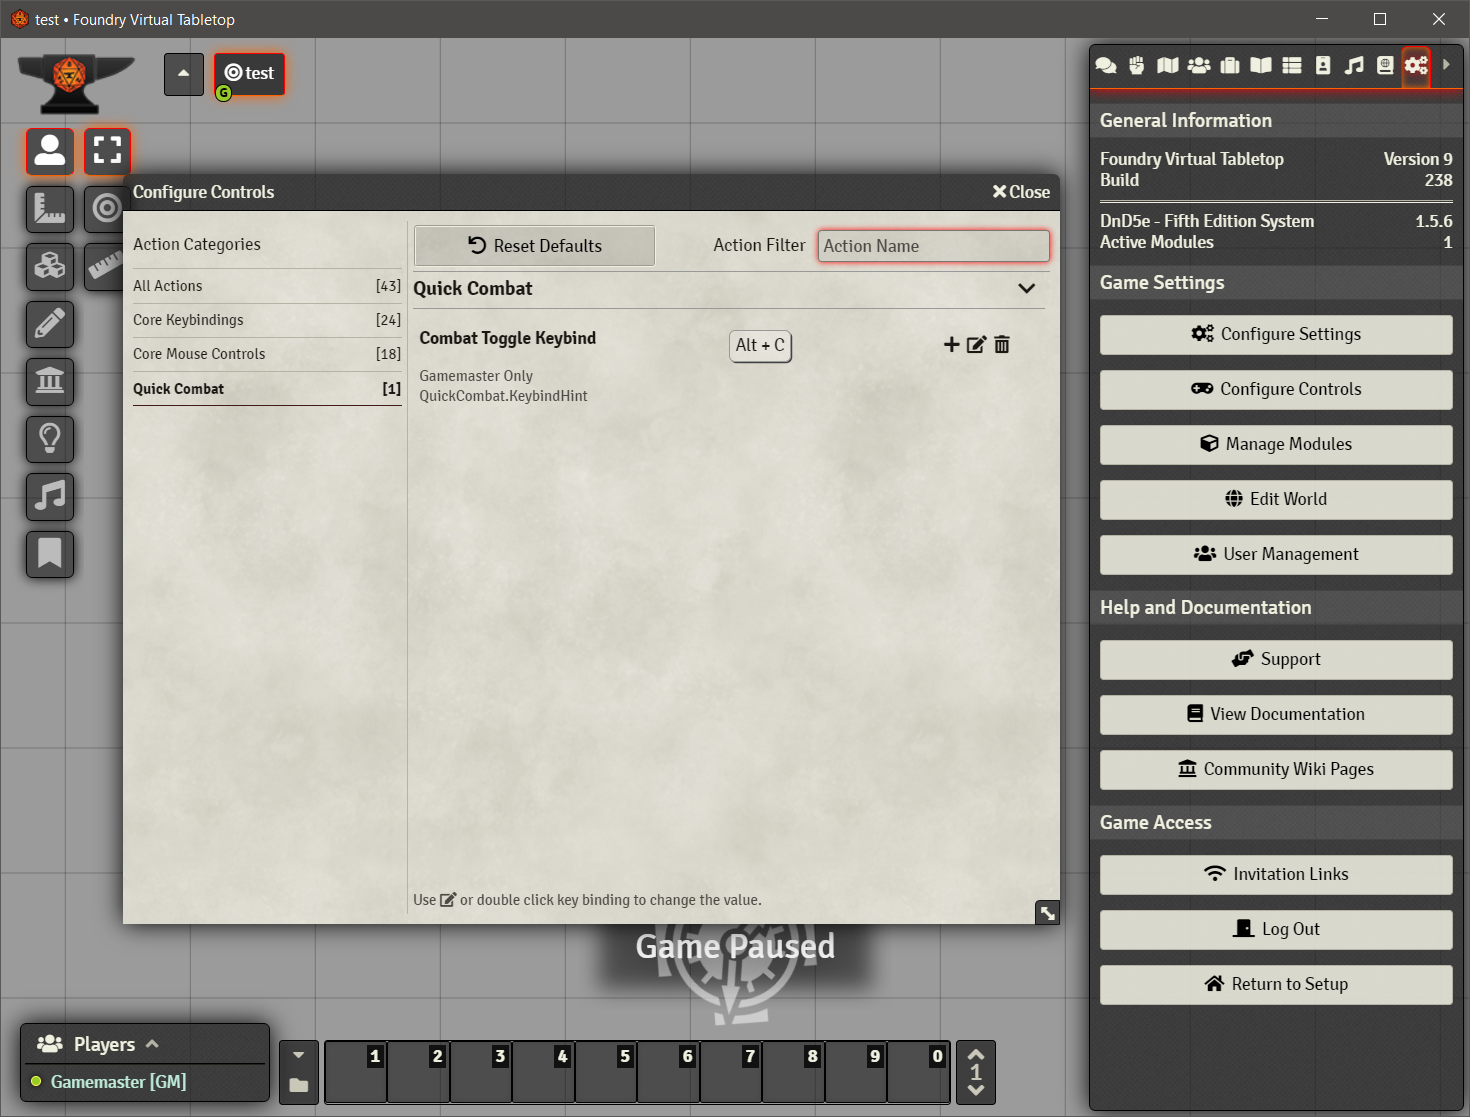 test • Foundry Virtual Tabletop
test
G
Configure Controls
Close
Action Categories
All Actions [43]
Core Keybindings [24]
Core Mouse Controls [18]
Quick Combat [1]
Reset Defaults
Action Filter
Action Name
Quick Combat
Combat Toggle Keybind
Alt + C
Gamemaster Only
QuickCombat.KeybindHint
Use or double click key binding to change the value.
General Information
Foundry Virtual Tabletop Version 9
Build 238
DnD5e - Fifth Edition System 1.5.6
Active Modules 1
Game Settings
Configure Settings
Configure Controls
Manage Modules
Edit World
User Management
Help and Documentation
Support
View Documentation
Community Wiki Pages
Game Access
Invitation Links
Log Out
Return to Setup
Game Paused
Players
Gamemaster [GM]
1 2 3 4 5 6 7 8 9 0
1